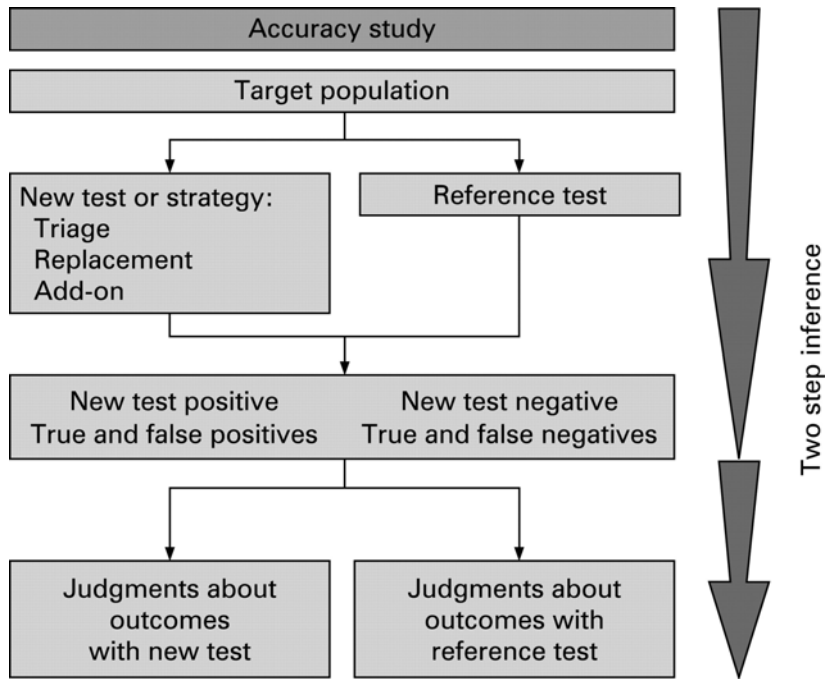 Accuracy study
Target population
New test or strategy:
Triage
Replacement
Add-on
Reference test
New test positive
True and false positives
New test negative
True and false negatives
Judgments about
outcomes
with new test
Judgments about
outcomes with
reference test
Two step inference